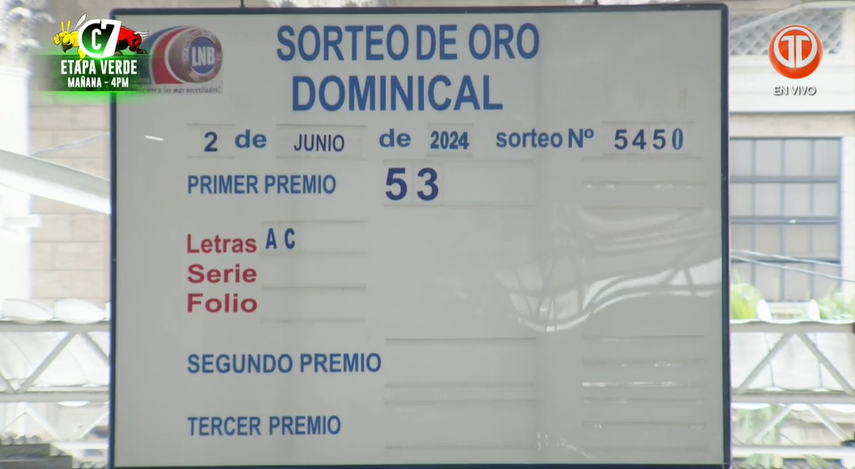 C7
ETAPA VERDE
MAÑANA - 4PM
LNB
SORTEO DE ORO
DOMINICAL
EN VIVO
2 de JUNIO de 2024 sorteo Nº 5450
PRIMER PREMIO 53
Letras A C
Serie
Folio
SEGUNDO PREMIO
TERCER PREMIO